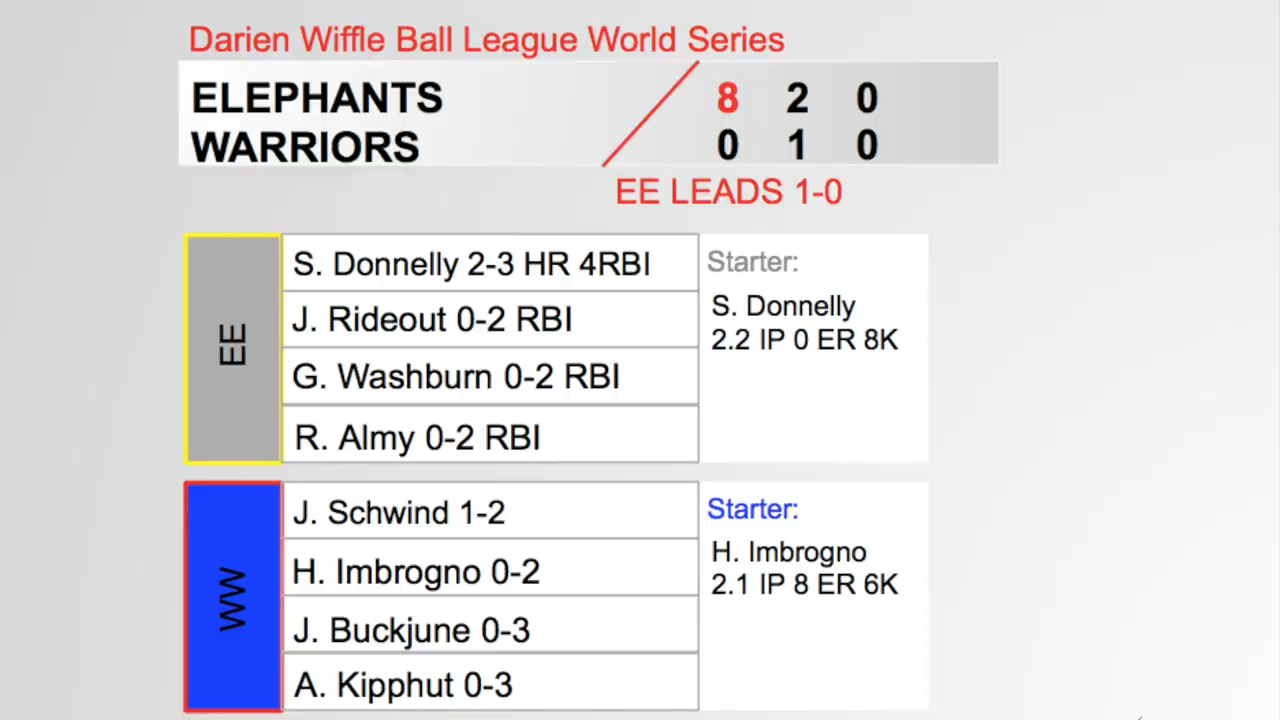 Darien Wiffle Ball League World Series
ELEPHANTS 8 2 0
WARRIORS 0 1 0
EE LEADS 1-0
EE
S. Donnelly 2-3 HR 4RBI
J. Rideout 0-2 RBI
G. Washburn 0-2 RBI
R. Almy 0-2 RBI
Starter:
S. Donnelly
2.2 IP 0 ER 8K
WW
J. Schwind 1-2
H. Imbrogno 0-2
J. Buckjune 0-3
A. Kipphut 0-3
Starter:
H. Imbrogno
2.1 IP 8 ER 6K